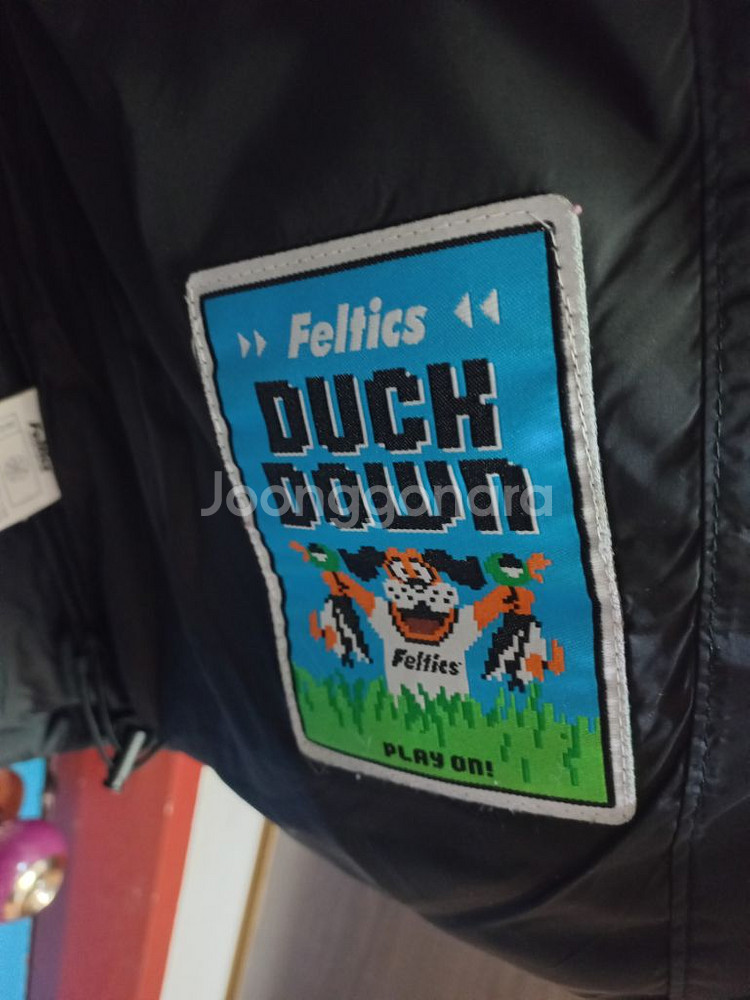 Feltics
DUCK
DOWN
Joonggonara
Feltics
PLAY ON!